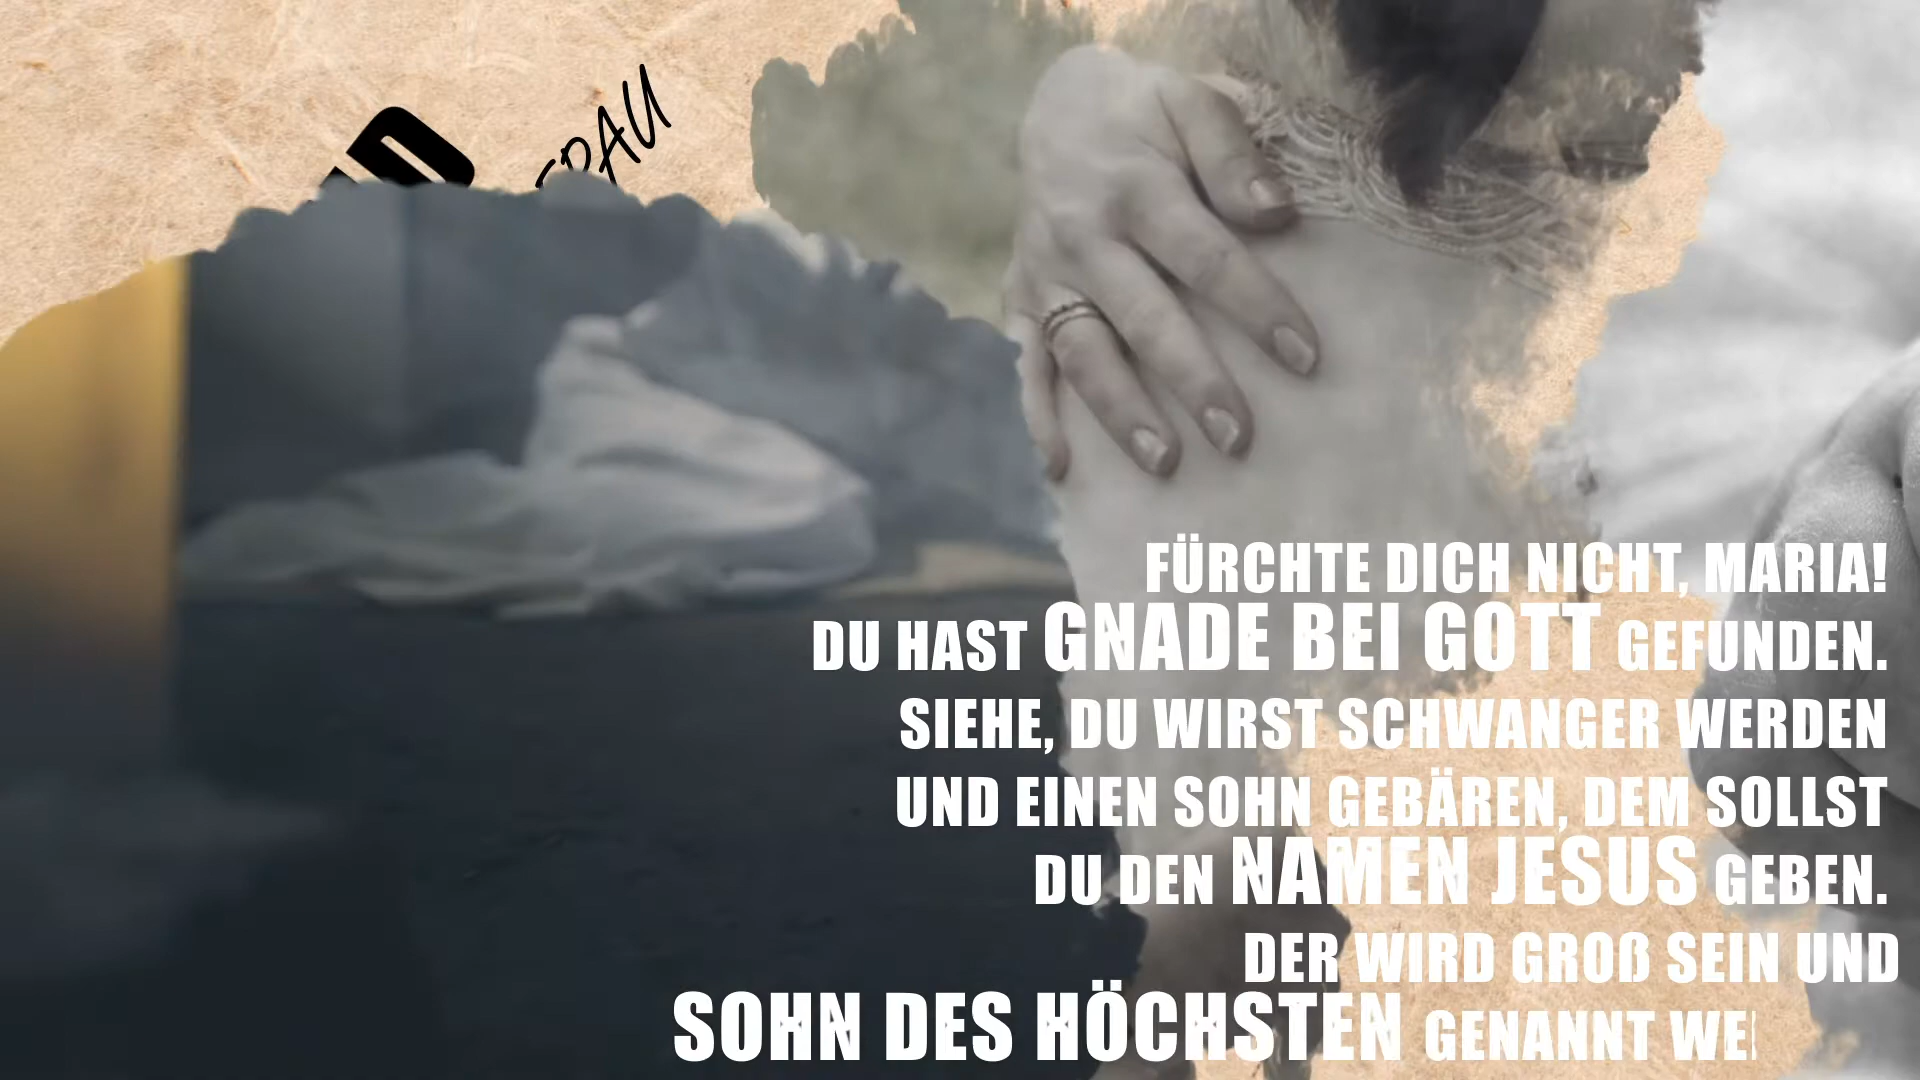 FÜRCHTE DICH NICHT, MARIA!
DU HAST GNADE BEI GOTT GEFUNDEN.
SIEHE, DU WIRST SCHWANGER WERDEN
UND EINEN SOHN GEBÄREN, DEM SOLLST
DU DEN NAMEN JESUS GEBEN.
DER WIRD GROß SEIN UND
SOHN DES HÖCHSTEN GENANNT